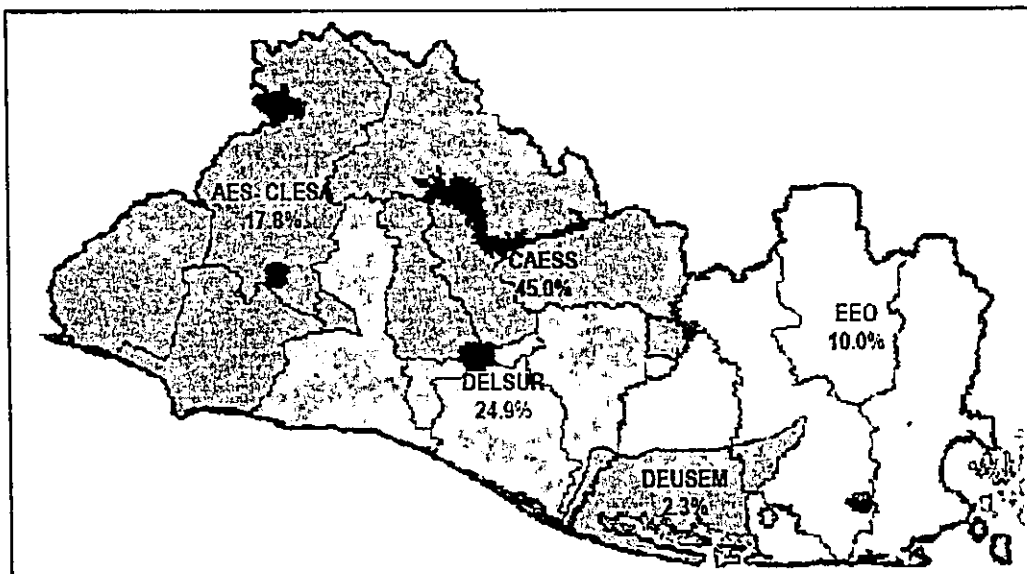 AES-CLESA
17.8%
CAESS
45.0%
EEO
10.0%
DELSUR
24.9%
DEUSEM
2.3%